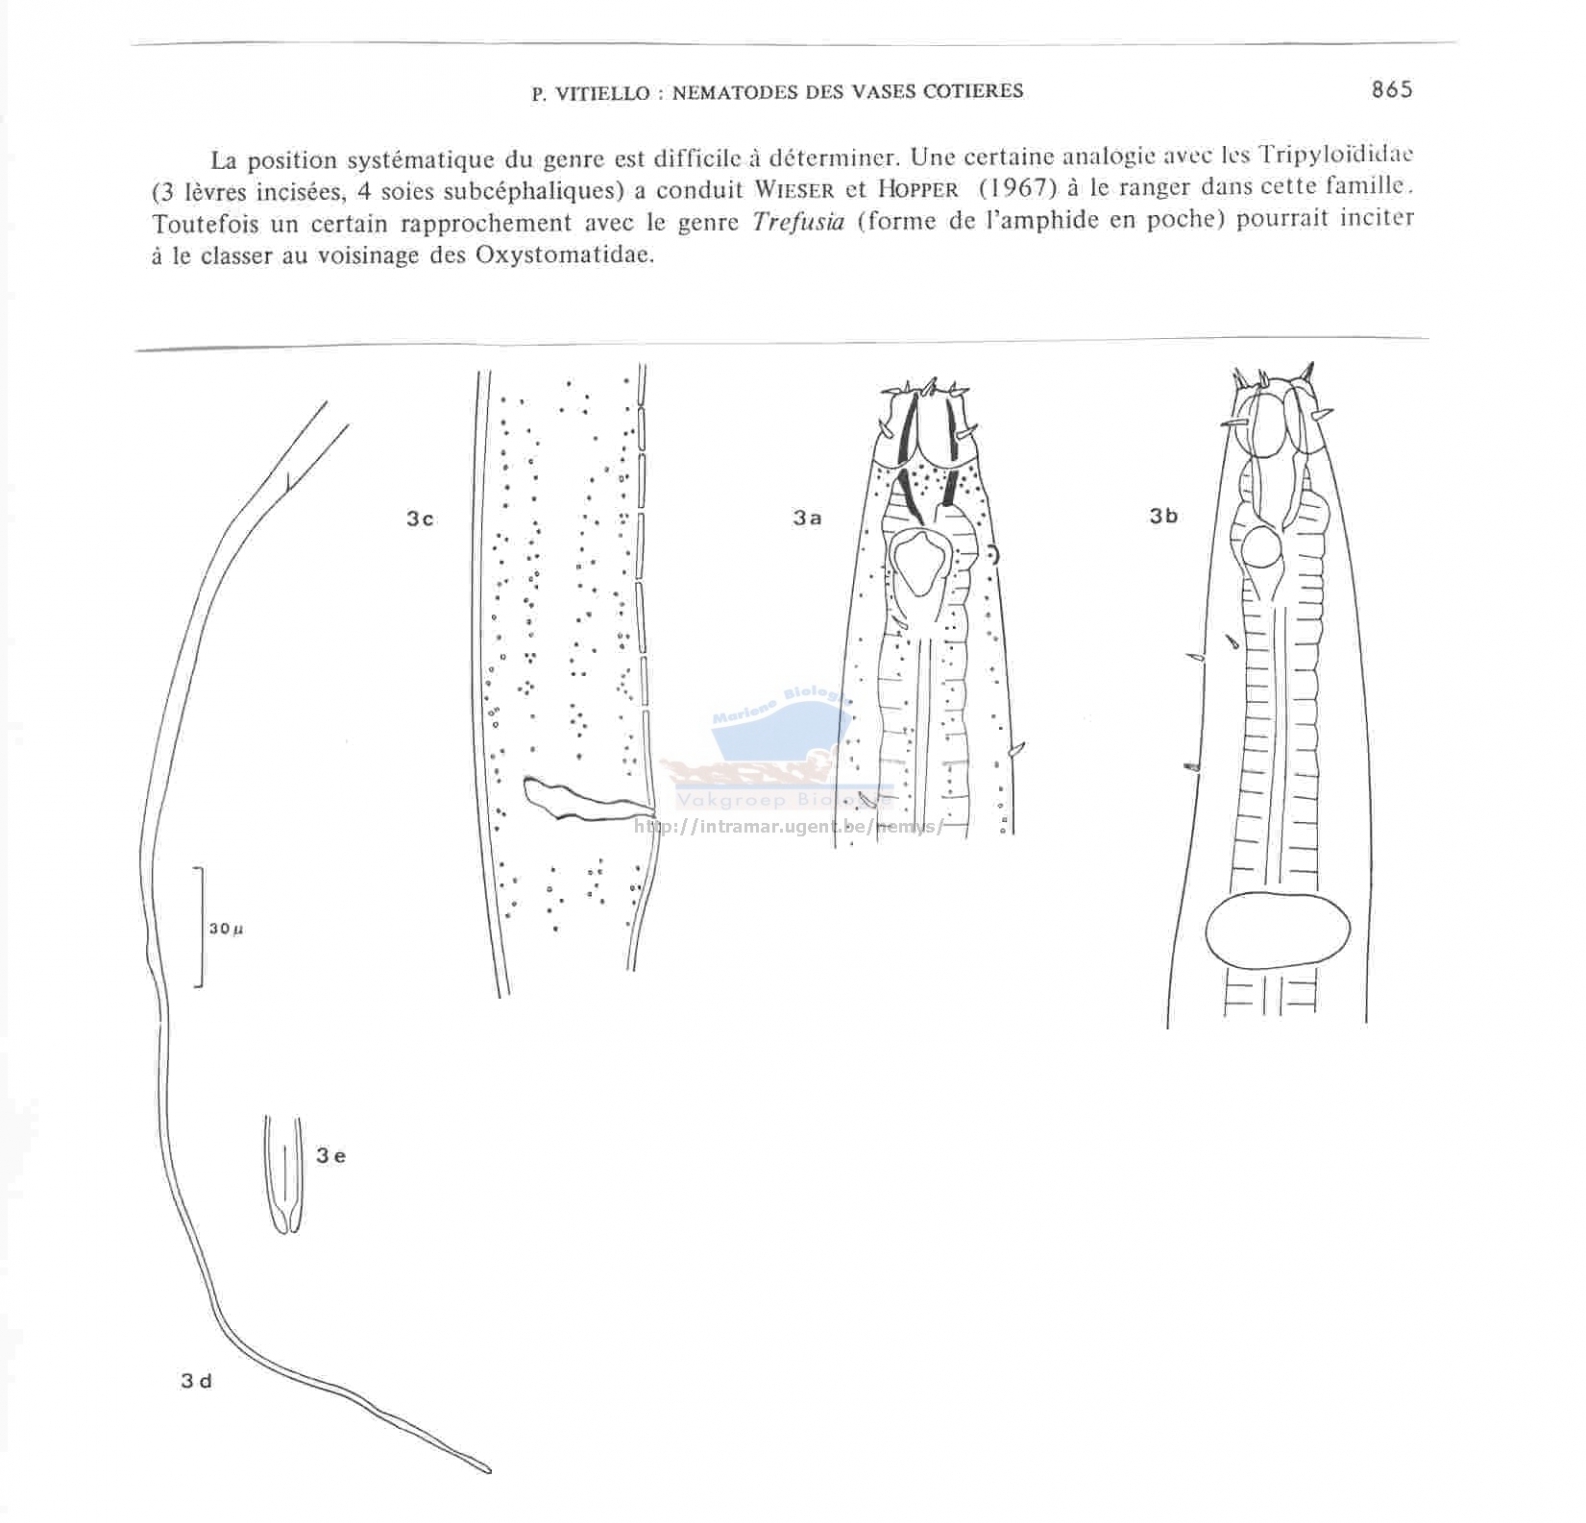 P. VITIELLO : NEMATODES DES VASES COTIERES 865
La position systématique du genre est difficile à déterminer. Une certaine analogie avec les Tripyloïdidae
(3 lèvres incisées, 4 soies subcéphaliques) a conduit WIESER et HOPPER (1967) à le ranger dans cette famille.
Toutefois un certain rapprochement avec le genre Trefusia (forme de l'amphide en poche) pourrait inciter
à le classer au voisinage des Oxystomatidae.
3c
3a
3b
Mariene Biologie
Vakgroep Biologie
http://intramar.ugent.be/nemys/
30 µ
3e
3d